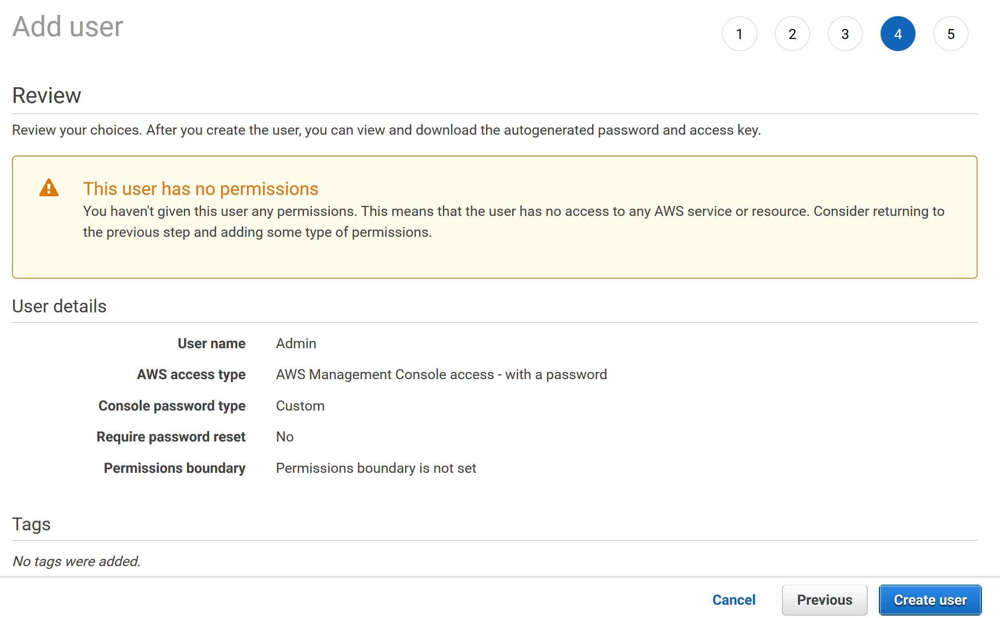 Add user
1 2 3 4 5
Review
Review your choices. After you create the user, you can view and download the autogenerated password and access key.
This user has no permissions
You haven't given this user any permissions. This means that the user has no access to any AWS service or resource. Consider returning to
the previous step and adding some type of permissions.
User details
User name Admin
AWS access type AWS Management Console access - with a password
Console password type Custom
Require password reset No
Permissions boundary Permissions boundary is not set
Tags
No tags were added.
Cancel Previous Create user